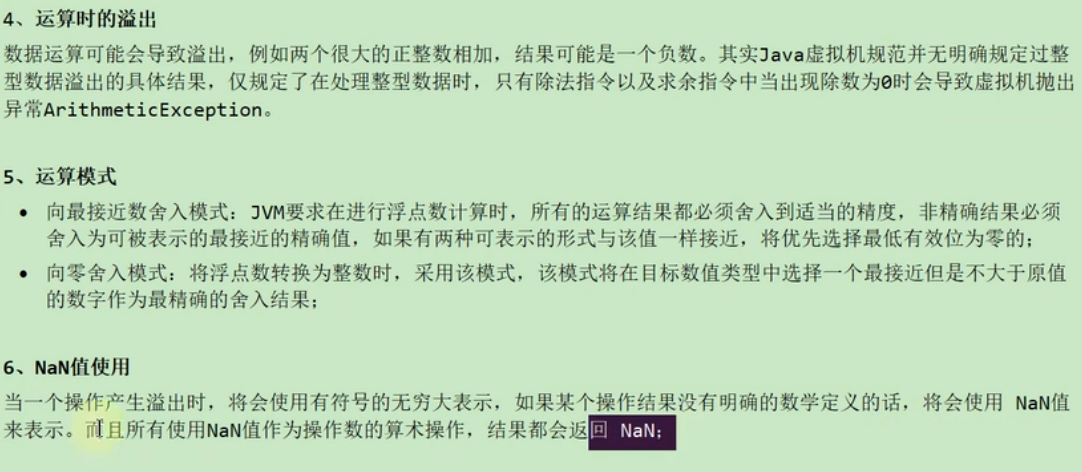 4、运算时的溢出
数据运算可能会导致溢出，例如两个很大的正整数相加，结果可能是一个负数。其实Java虚拟机规范并无明确规定过整
型数据溢出的具体结果，仅规定了在处理整型数据时，只有除法指令以及求余指令中当出现除数为0时会导致虚拟机抛出
异常ArithmeticException。
5、运算模式
• 向最接近数舍入模式：JVM要求在进行浮点数计算时，所有的运算结果都必须舍入到适当的精度，非精确结果必须
舍入为可被表示的最接近的精确值，如果有两种可表示的形式与该值一样接近，将优先选择最低有效位为零的；
• 向零舍入模式：将浮点数转换为整数时，采用该模式，该模式将在目标数值类型中选择一个最接近但是不大于原值
的数字作为最精确的舍入结果；
6、NaN值使用
当一个操作产生溢出时，将会使用有符号的无穷大表示，如果某个操作结果没有明确的数学定义的话，将会使用 NaN值
来表示。而且所有使用NaN值作为操作数的算术操作，结果都会返回 NaN；